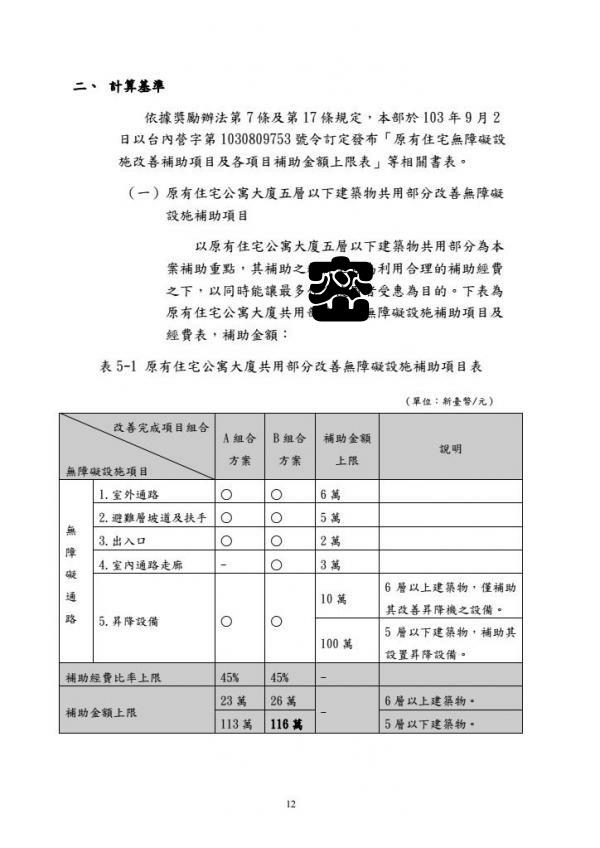 二、 計算基準
依據獎勵辦法第 7 條及第 17 條規定，本部於 103 年 9 月 2
日以台內營字第 1030809753 號令訂定發布「原有住宅無障礙設
施改善補助項目及各項目補助金額上限表」等相關書表。
（一）原有住宅公寓大廈五層以下建築物共用部分改善無障礙
設施補助項目
以原有住宅公寓大廈五層以下建築物共用部分為本
案補助重點，其補助之 利用合理的補助經費
之下，以同時能讓最多 受惠為目的。下表為
原有住宅公寓大廈共用 無障礙設施補助項目及
經費表，補助金額：
表 5-1 原有住宅公寓大廈共用部分改善無障礙設施補助項目表
（單位：新臺幣/元）
改善完成項目組合
無障礙設施項目
A 組合方案 B 組合方案 補助金額上限 說明
無障礙通路
1.室外通路 ○ ○ 6 萬
2.避難層坡道及扶手 ○ ○ 5 萬
3.出入口 ○ ○ 2 萬
4.室內通路走廊 - ○ 3 萬
5.昇降設備 ○ ○ 10 萬 6 層以上建築物，僅補助
其改善昇降機之設備。
100 萬 5 層以下建築物，補助其
設置昇降設備。
補助經費比率上限 45% 45% -
補助金額上限 23 萬 26 萬 - 6 層以上建築物。
113 萬 116 萬 5 層以下建築物。
12